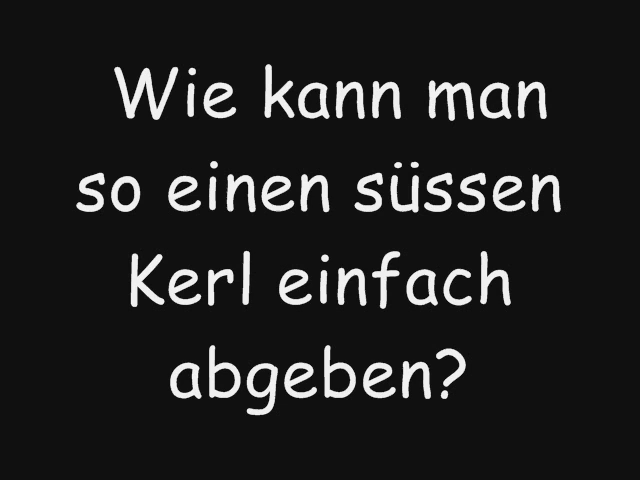 Wie kann man
so einen süssen
Kerl einfach
abgeben?